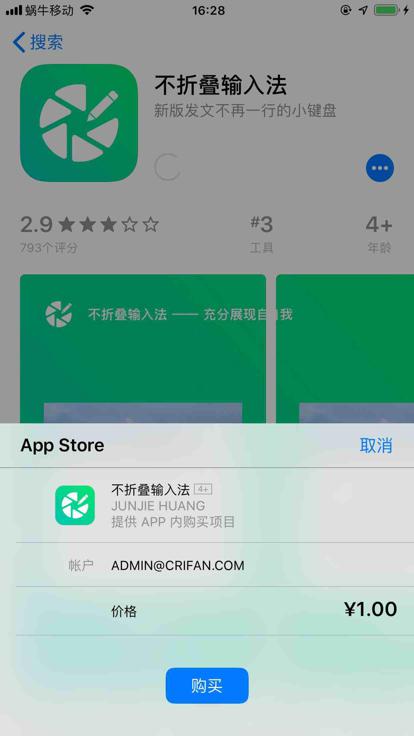 蜗牛移动 16:28
搜索
不折叠输入法
新版发文不再一行的小键盘
2.9
#3
4+
793个评分
工具
年龄
不折叠输入法 —— 充分展现自 我
App Store
取消
不折叠输入法 4+
JUNJIE HUANG
提供 APP 内购买项目
帐户 ADMIN@CRIFAN.COM
价格 ¥1.00
购买